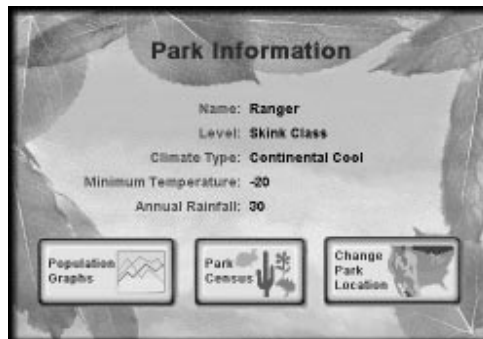 Park Information
Name: Ranger
Level: Skink Class
Climate Type: Continental Cool
Minimum Temperature: -20
Annual Rainfall: 30
Population
Graphs
Park
Census
Change
Park
Location